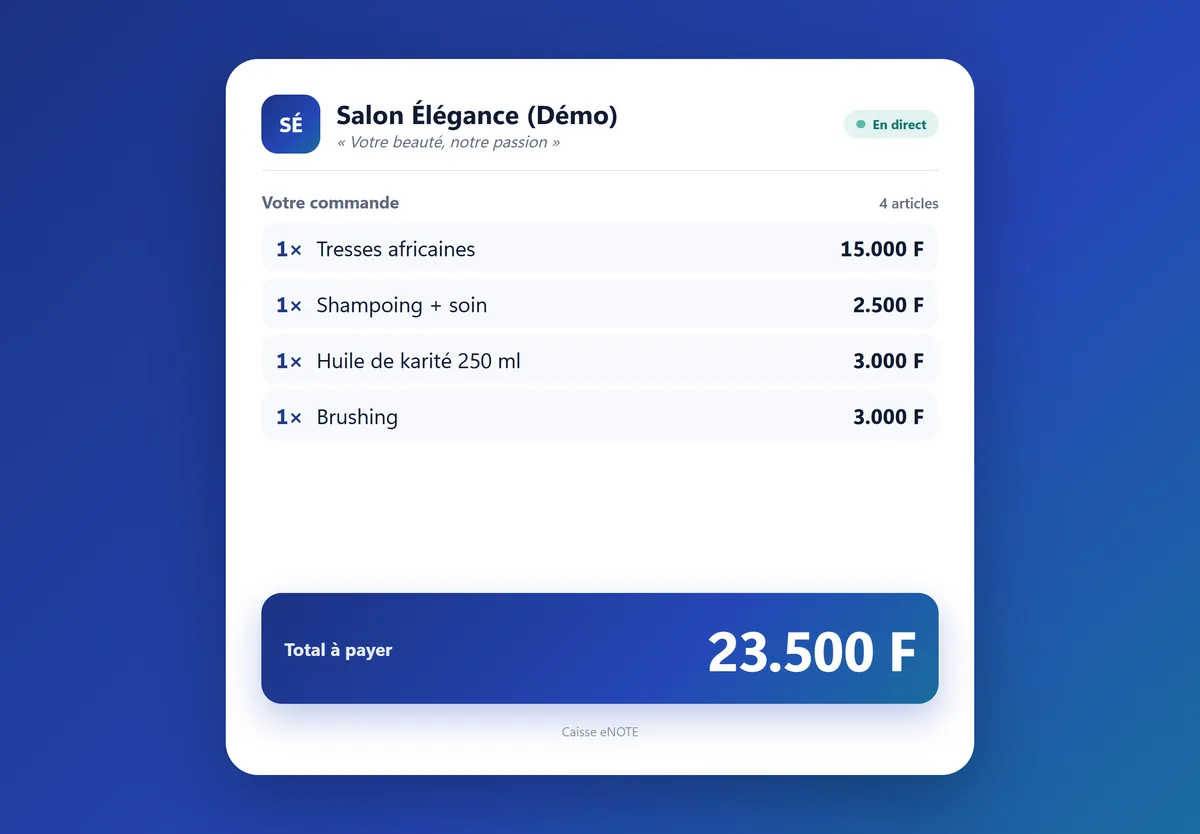 SÉ
Salon Élégance (Démo)
« Votre beauté, notre passion »
En direct
Votre commande
4 articles
1× Tresses africaines 15.000 F
1× Shampoing + soin 2.500 F
1× Huile de karité 250 ml 3.000 F
1× Brushing 3.000 F
Total à payer 23.500 F
Caisse eNOTE